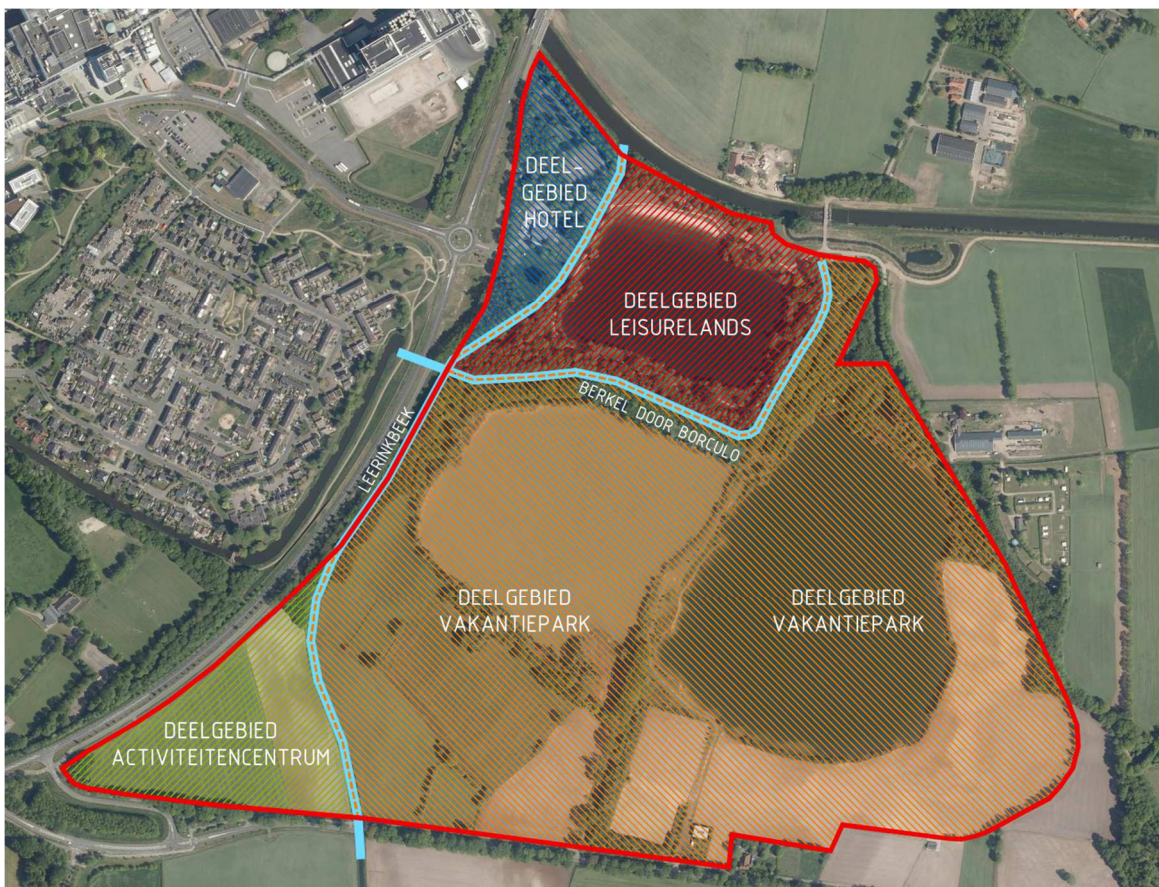 DEEL-
GEBIED
HOTEL
DEELGEBIED
LEISURELANDS
BERKEL DOOR BORCULO
LEERINKBEEK
DEELGEBIED
VAKANTIEPARK
DEELGEBIED
VAKANTIEPARK
DEELGEBIED
ACTIVITEITENCENTRUM